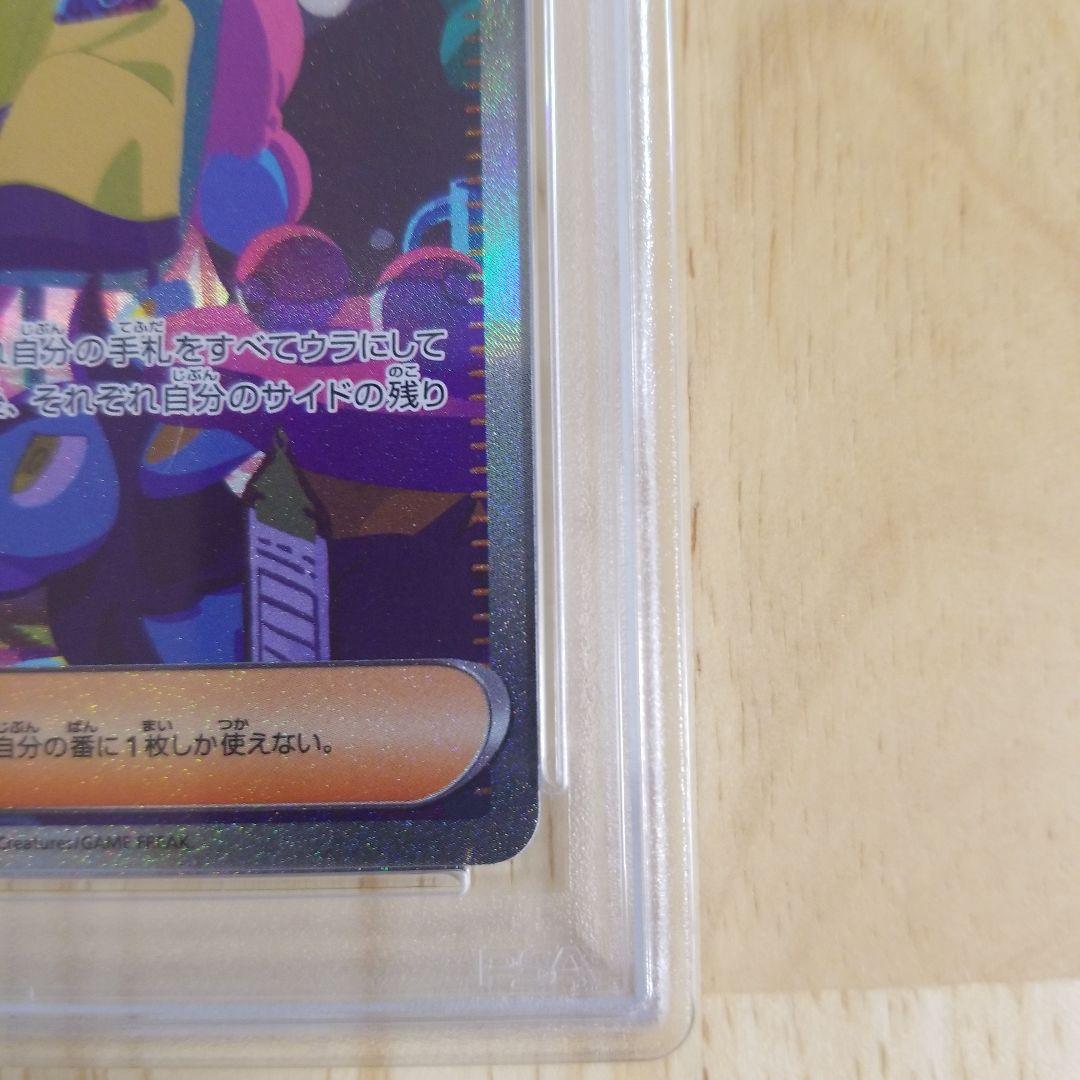 れ自分の手札をすべてウラにして
、それぞれ自分のサイドの残り
自分の番に1枚しか使えない。
Creatures/GAME FREAK
PSA